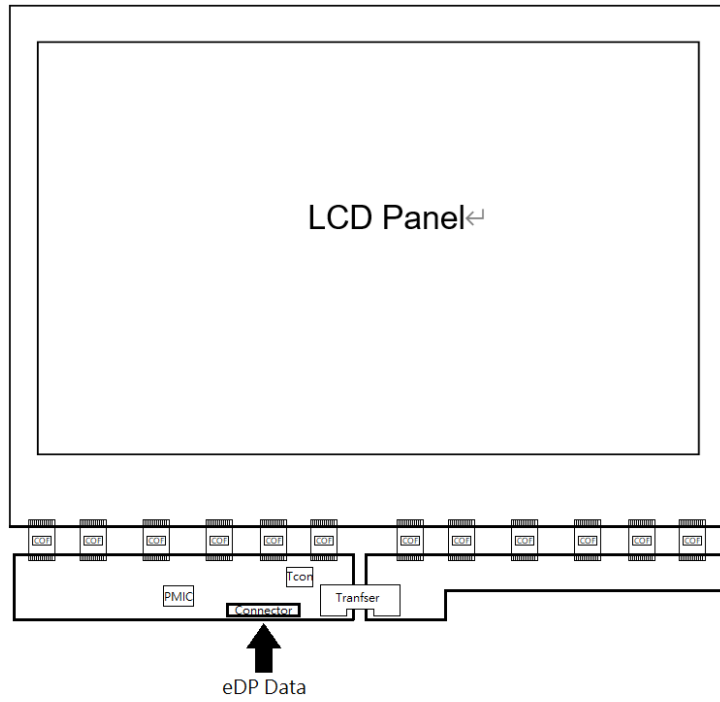 LCD Panel↵
COF COF COF COF COF COF COF COF COF COF COF COF
Tcon
PMIC
Tranfser
Connector
eDP Data